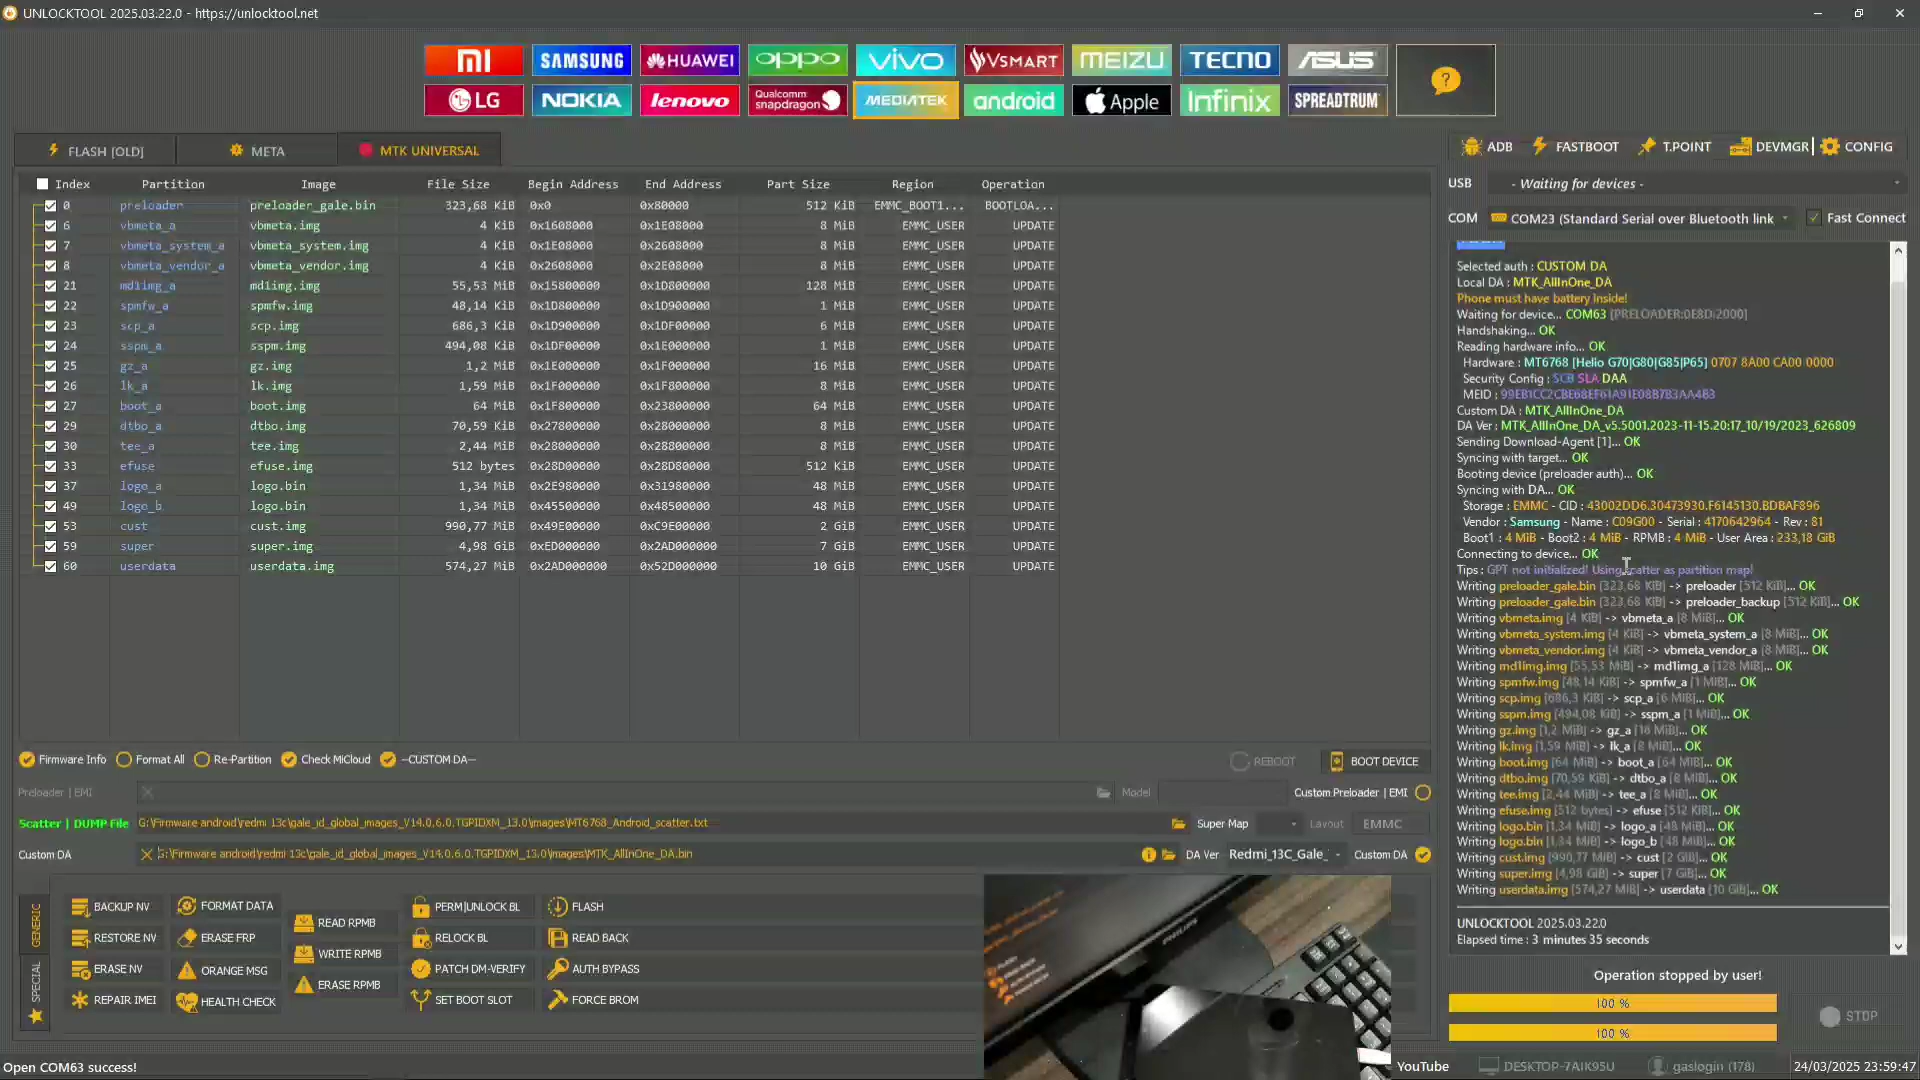 UNLOCKTOOL 2025.03.22.0 - https://unlocktool.net
MI SAMSUNG HUAWEI oppo vivo VSMART MEIZU TECNO ASUS ?
LG NOKIA lenovo Qualcomm snapdragon MEDIATEK android Apple Infinix SPREADTRUM
FLASH [OLD] META MTK UNIVERSAL
ADB FASTBOOT T.POINT DEVMGR CONFIG
USB - Waiting for devices -
COM COM23 (Standard Serial over Bluetooth link Fast Connect
Index Partition Image File Size Begin Address End Address Part Size Region Operation
0 preloader preloader_gale.bin 323,68 KiB 0x0 0x80000 512 KiB EMMC_BOOT1... BOOTLOA...
6 vbmeta_a vbmeta.img 4 KiB 0x1608000 0x1E08000 8 MiB EMMC_USER UPDATE
7 vbmeta_system_a vbmeta_system.img 4 KiB 0x1E08000 0x2608000 8 MiB EMMC_USER UPDATE
8 vbmeta_vendor_a vbmeta_vendor.img 4 KiB 0x2608000 0x2E08000 8 MiB EMMC_USER UPDATE
21 md1img_a md1img.img 55,53 MiB 0x15800000 0x1D800000 128 MiB EMMC_USER UPDATE
22 spmfw_a spmfw.img 48,14 KiB 0x1D800000 0x1D900000 1 MiB EMMC_USER UPDATE
23 scp_a scp.img 686,3 KiB 0x1D900000 0x1DF00000 6 MiB EMMC_USER UPDATE
24 sspm_a sspm.img 494,08 KiB 0x1DF00000 0x1E000000 1 MiB EMMC_USER UPDATE
25 gz_a gz.img 1,2 MiB 0x1E000000 0x1F000000 16 MiB EMMC_USER UPDATE
26 lk_a lk.img 1,59 MiB 0x1F000000 0x1F800000 8 MiB EMMC_USER UPDATE
27 boot_a boot.img 64 MiB 0x1F800000 0x23800000 64 MiB EMMC_USER UPDATE
29 dtbo_a dtbo.img 70,59 KiB 0x27800000 0x28000000 8 MiB EMMC_USER UPDATE
30 tee_a tee.img 2,44 MiB 0x28000000 0x28800000 8 MiB EMMC_USER UPDATE
33 efuse efuse.img 512 bytes 0x28D00000 0x28D80000 512 KiB EMMC_USER UPDATE
37 logo_a logo.bin 1,34 MiB 0x2E980000 0x31980000 48 MiB EMMC_USER UPDATE
49 logo_b logo.bin 1,34 MiB 0x45500000 0x48500000 48 MiB EMMC_USER UPDATE
53 cust cust.img 990,77 MiB 0x49E00000 0xC9E00000 2 GiB EMMC_USER UPDATE
59 super super.img 4,98 GiB 0xED000000 0x2AD000000 7 GiB EMMC_USER UPDATE
60 userdata userdata.img 574,27 MiB 0x2AD000000 0x52D000000 10 GiB EMMC_USER UPDATE
Selected auth : CUSTOM DA
Local DA : MTK_AllInOne_DA
Phone must have battery inside!
Waiting for device... COM63 [PRELOADER:0E8D:2000]
Handshaking... OK
Reading hardware info... OK
Hardware : MT6768 [Helio G70|G80|G85|P65] 0707 8A00 CA00 0000
Security Config : SCB SLA DAA
MEID : 99EB1CC2CBE68EF61A91E08B7B3AA4B3
Custom DA : MTK_AllInOne_DA
DA Ver : MTK_AllInOne_DA_v5.5001.2023-11-15.20:17_10/19/2023_626809
Sending Download-Agent [1]... OK
Syncing with target... OK
Booting device (preloader auth)... OK
Syncing with DA... OK
Storage : EMMC - CID : 43002DD6.30473930.F6145130.BDBAF896
Vendor : Samsung - Name : C09G00 - Serial : 4170642964 - Rev : 81
Boot1 : 4 MiB - Boot2 : 4 MiB - RPMB : 4 MiB - User Area : 233,18 GiB
Connecting to device... OK
Tips : GPT not initialized! Using scatter as partition map!
Writing preloader_gale.bin [323,68 KiB] -> preloader [512 KiB]... OK
Writing preloader_gale.bin [323,68 KiB] -> preloader_backup [512 KiB]... OK
Writing vbmeta.img [4 KiB] -> vbmeta_a [8 MiB]... OK
Writing vbmeta_system.img [4 KiB] -> vbmeta_system_a [8 MiB]... OK
Writing vbmeta_vendor.img [4 KiB] -> vbmeta_vendor_a [8 MiB]... OK
Writing md1img.img [55,53 MiB] -> md1img_a [128 MiB]... OK
Writing spmfw.img [48,14 KiB] -> spmfw_a [1 MiB]... OK
Writing scp.img [686,3 KiB] -> scp_a [6 MiB]... OK
Writing sspm.img [494,08 KiB] -> sspm_a [1 MiB]... OK
Writing gz.img [1,2 MiB] -> gz_a [16 MiB]... OK
Writing lk.img [1,59 MiB] -> lk_a [8 MiB]... OK
Writing boot.img [64 MiB] -> boot_a [64 MiB]... OK
Writing dtbo.img [70,59 KiB] -> dtbo_a [8 MiB]... OK
Writing tee.img [2,44 MiB] -> tee_a [8 MiB]... OK
Writing efuse.img [512 bytes] -> efuse [512 KiB]... OK
Writing logo.bin [1,34 MiB] -> logo_a [48 MiB]... OK
Writing logo.bin [1,34 MiB] -> logo_b [48 MiB]... OK
Writing cust.img [990,77 MiB] -> cust [2 GiB]... OK
Writing super.img [4,98 GiB] -> super [7 GiB]... OK
Writing userdata.img [574,27 MiB] -> userdata [10 GiB]... OK
UNLOCKTOOL 2025.03.22.0
Elapsed time : 3 minutes 35 seconds
Firmware Info Format All Re-Partition Check MiCloud --CUSTOM DA-- REBOOT BOOT DEVICE
Preloader | EMI Model Custom Preloader | EMI
Scatter | DUMP File G:\Firmware android\redmi 13c\gale_id_global_images_V14.0.6.0.TGPIDXM_13.0\images\MT6768_Android_scatter.txt Super Map Layout EMMC
Custom DA G:\Firmware android\redmi 13c\gale_id_global_images_V14.0.6.0.TGPIDXM_13.0\images\MTK_AllInOne_DA.bin DA Ver Redmi_13C_Gale_ Custom DA
GENERIC
SPECIAL
BACKUP NV FORMAT DATA READ RPMB PERM|UNLOCK BL FLASH
RESTORE NV ERASE FRP WRITE RPMB RELOCK BL READ BACK
ERASE NV ORANGE MSG ERASE RPMB PATCH DM-VERIFY AUTH BYPASS
REPAIR IMEI HEALTH CHECK SET BOOT SLOT FORCE BROM
PHILIPS
Operation stopped by user!
100 %
100 %
STOP
Open COM63 success!
YouTube DESKTOP-7AIK95U gaslogin (178) 24/03/2025 23:59:47